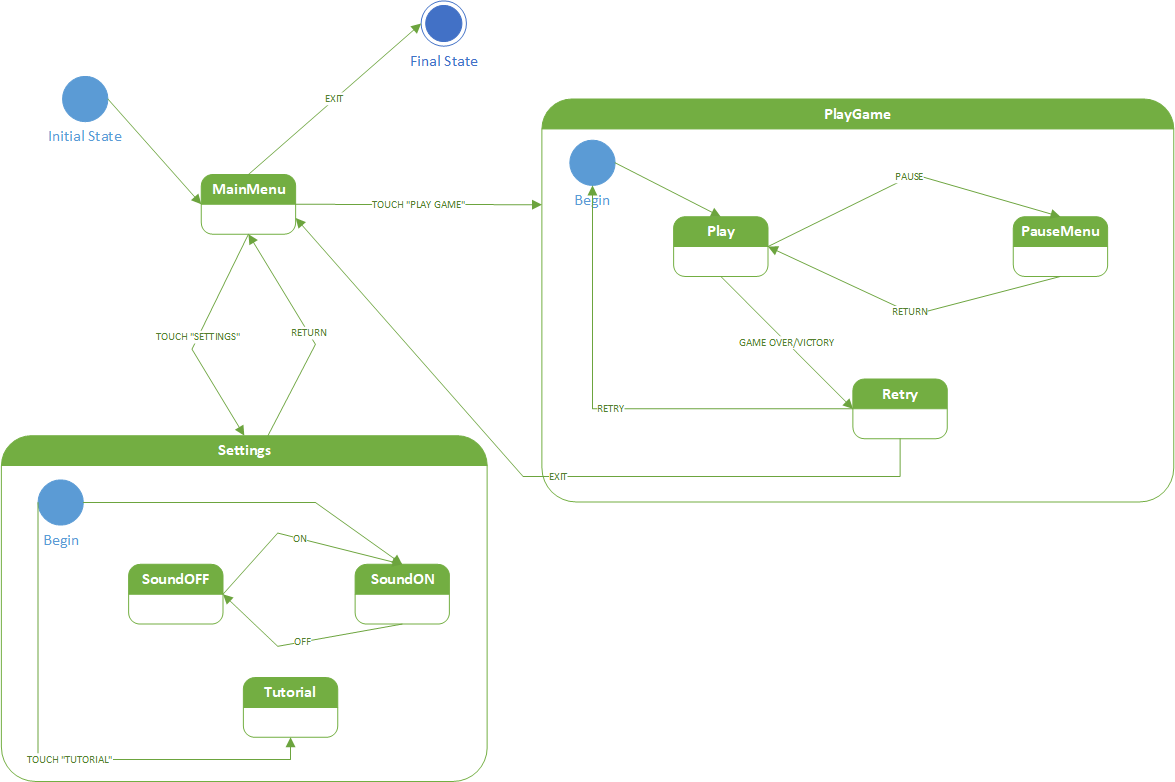 Final State
Initial State
EXIT
PlayGame
MainMenu
TOUCH "PLAY GAME"
Begin
PAUSE
Play
PauseMenu
RETURN
GAME OVER/VICTORY
TOUCH "SETTINGS"
RETURN
Retry
RETRY
EXIT
Settings
Begin
ON
SoundOFF
SoundON
OFF
Tutorial
TOUCH "TUTORIAL"